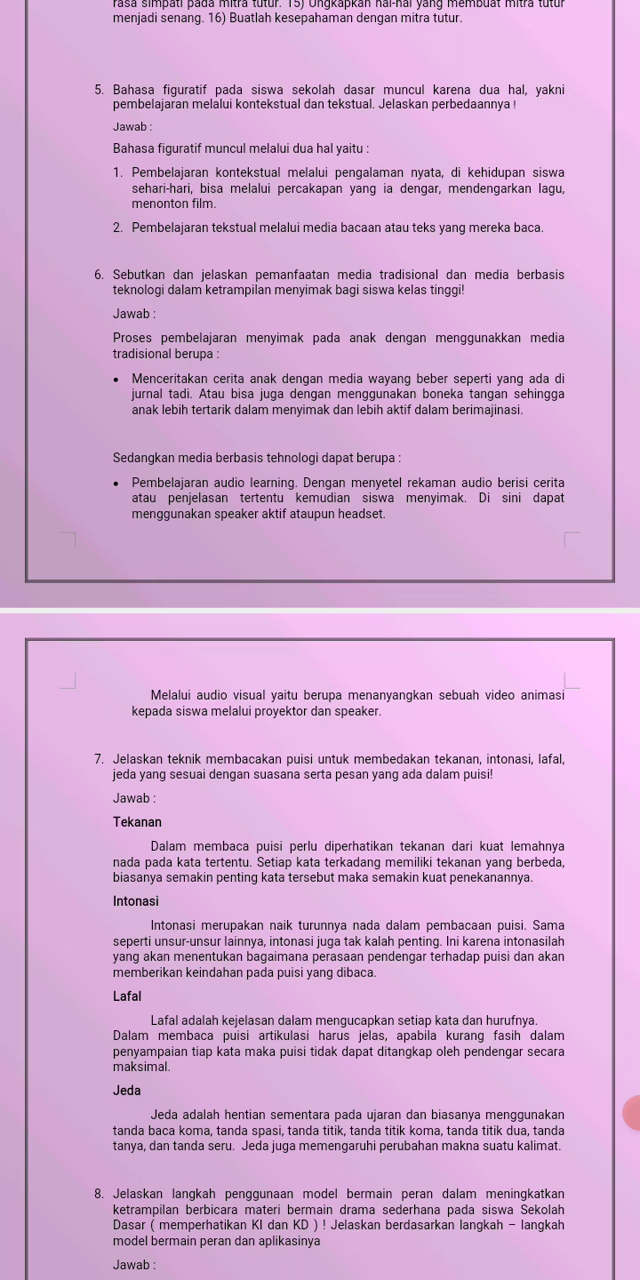 rasa simpati pada mitra tutur. 15) Ungkapkan hal-hal yang membuat mitra tutur
menjadi senang. 16) Buatlah kesepahaman dengan mitra tutur.
5. Bahasa figuratif pada siswa sekolah dasar muncul karena dua hal, yakni
pembelajaran melalui kontekstual dan tekstual. Jelaskan perbedaannya !
Jawab :
Bahasa figuratif muncul melalui dua hal yaitu :
1. Pembelajaran kontekstual melalui pengalaman nyata, di kehidupan siswa
sehari-hari, bisa melalui percakapan yang ia dengar, mendengarkan lagu,
menonton film.
2. Pembelajaran tekstual melalui media bacaan atau teks yang mereka baca.
6. Sebutkan dan jelaskan pemanfaatan media tradisional dan media berbasis
teknologi dalam ketrampilan menyimak bagi siswa kelas tinggi!
Jawab :
Proses pembelajaran menyimak pada anak dengan menggunakkan media
tradisional berupa :
• Menceritakan cerita anak dengan media wayang beber seperti yang ada di
jurnal tadi. Atau bisa juga dengan menggunakan boneka tangan sehingga
anak lebih tertarik dalam menyimak dan lebih aktif dalam berimajinasi.
Sedangkan media berbasis tehnologi dapat berupa :
• Pembelajaran audio learning. Dengan menyetel rekaman audio berisi cerita
atau penjelasan tertentu kemudian siswa menyimak. Di sini dapat
menggunakan speaker aktif ataupun headset.
Melalui audio visual yaitu berupa menanyangkan sebuah video animasi
kepada siswa melalui proyektor dan speaker.
7. Jelaskan teknik membacakan puisi untuk membedakan tekanan, intonasi, lafal,
jeda yang sesuai dengan suasana serta pesan yang ada dalam puisi!
Jawab :
Tekanan
Dalam membaca puisi perlu diperhatikan tekanan dari kuat lemahnya
nada pada kata tertentu. Setiap kata terkadang memiliki tekanan yang berbeda,
biasanya semakin penting kata tersebut maka semakin kuat penekanannya.
Intonasi
Intonasi merupakan naik turunnya nada dalam pembacaan puisi. Sama
seperti unsur-unsur lainnya, intonasi juga tak kalah penting. Ini karena intonasilah
yang akan menentukan bagaimana perasaan pendengar terhadap puisi dan akan
memberikan keindahan pada puisi yang dibaca.
Lafal
Lafal adalah kejelasan dalam mengucapkan setiap kata dan hurufnya.
Dalam membaca puisi artikulasi harus jelas, apabila kurang fasih dalam
penyampaian tiap kata maka puisi tidak dapat ditangkap oleh pendengar secara
maksimal.
Jeda
Jeda adalah hentian sementara pada ujaran dan biasanya menggunakan
tanda baca koma, tanda spasi, tanda titik, tanda titik koma, tanda titik dua, tanda
tanya, dan tanda seru. Jeda juga memengaruhi perubahan makna suatu kalimat.
8. Jelaskan langkah penggunaan model bermain peran dalam meningkatkan
ketrampilan berbicara materi bermain drama sederhana pada siswa Sekolah
Dasar ( memperhatikan KI dan KD ) ! Jelaskan berdasarkan langkah – langkah
model bermain peran dan aplikasinya
Jawab :